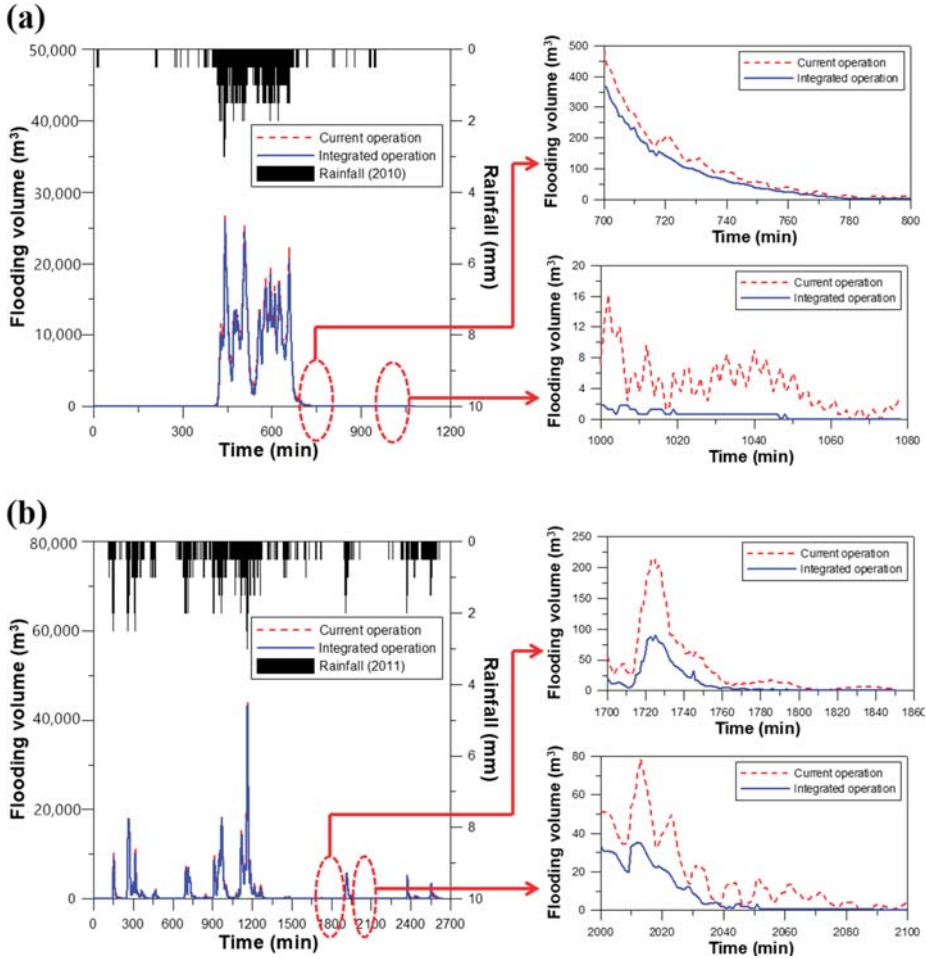 (a)
50,000
40,000
30,000
20,000
10,000
0
Flooding volume (m³)
0
2
4
6
8
10
Rainfall (mm)
Current operation
Integrated operation
Rainfall (2010)
0
300
600
900
1200
Time (min)
500
400
300
200
100
0
Flooding volume (m³)
Current operation
Integrated operation
700
720
740
760
780
800
Time (min)
20
16
12
8
4
0
Flooding volume (m³)
Current operation
Integrated operation
1000
1020
1040
1060
1080
Time (min)
(b)
80,000
60,000
40,000
20,000
0
Flooding volume (m³)
0
2
4
6
8
10
Rainfall (mm)
Current operation
Integrated operation
Rainfall (2011)
0
300
600
900
1200
1500
1800
2100
2400
2700
Time (min)
250
200
150
100
50
0
Flooding volume (m³)
Current operation
Integrated operation
1700
1720
1740
1760
1780
1800
1820
1840
1860
Time (min)
80
60
40
20
0
Flooding volume (m³)
Current operation
Integrated operation
2000
2020
2040
2060
2080
2100
Time (min)